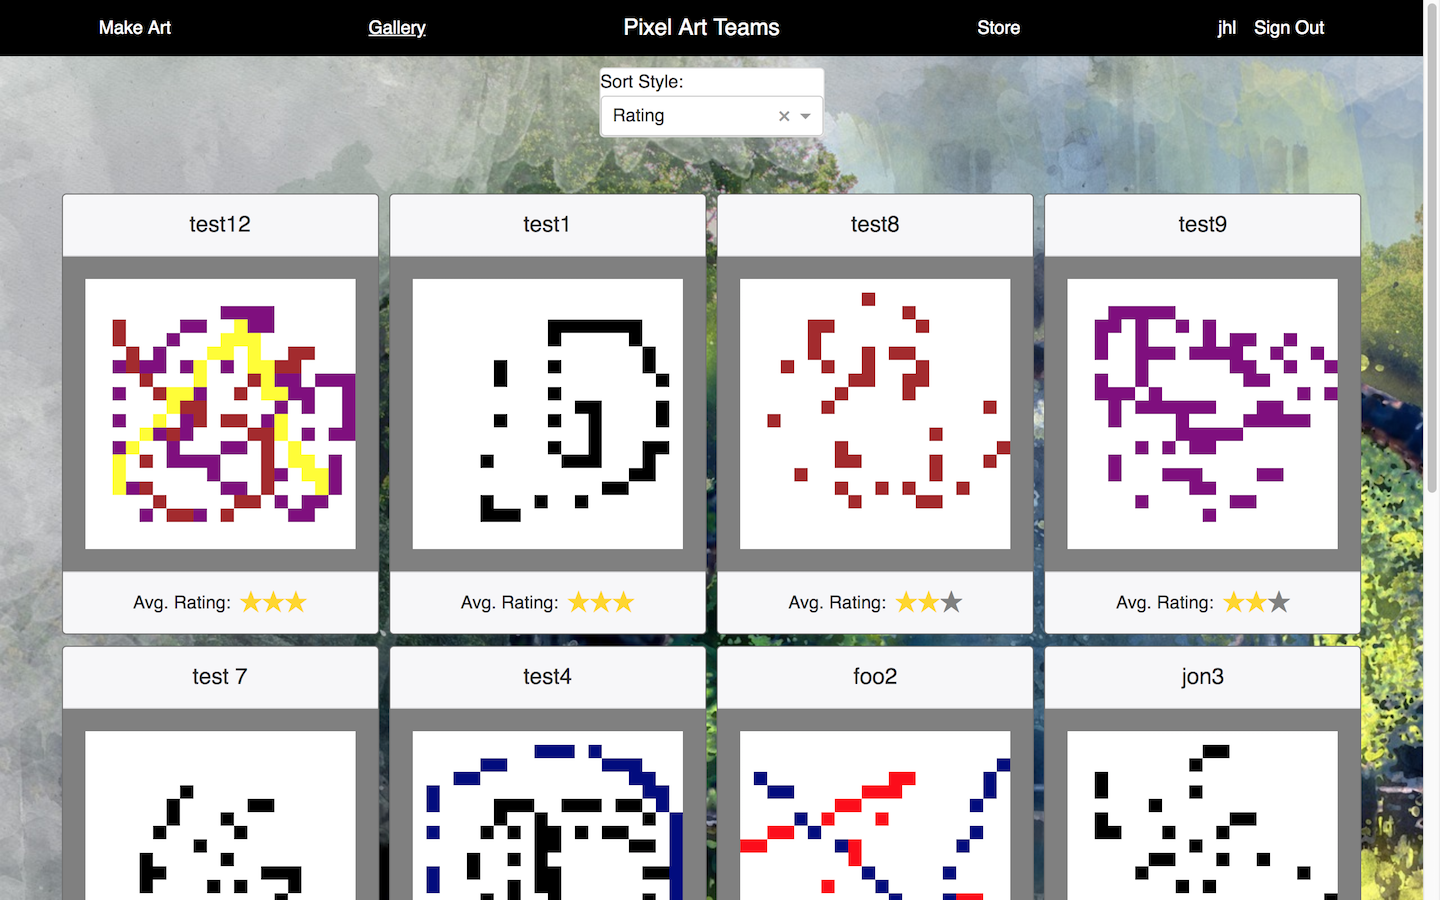 Make Art Gallery Pixel Art Teams Store jhl Sign Out
Sort Style:
Rating
test12 test1 test8 test9
Avg. Rating: Avg. Rating: Avg. Rating: Avg. Rating:
test 7 test4 foo2 jon3